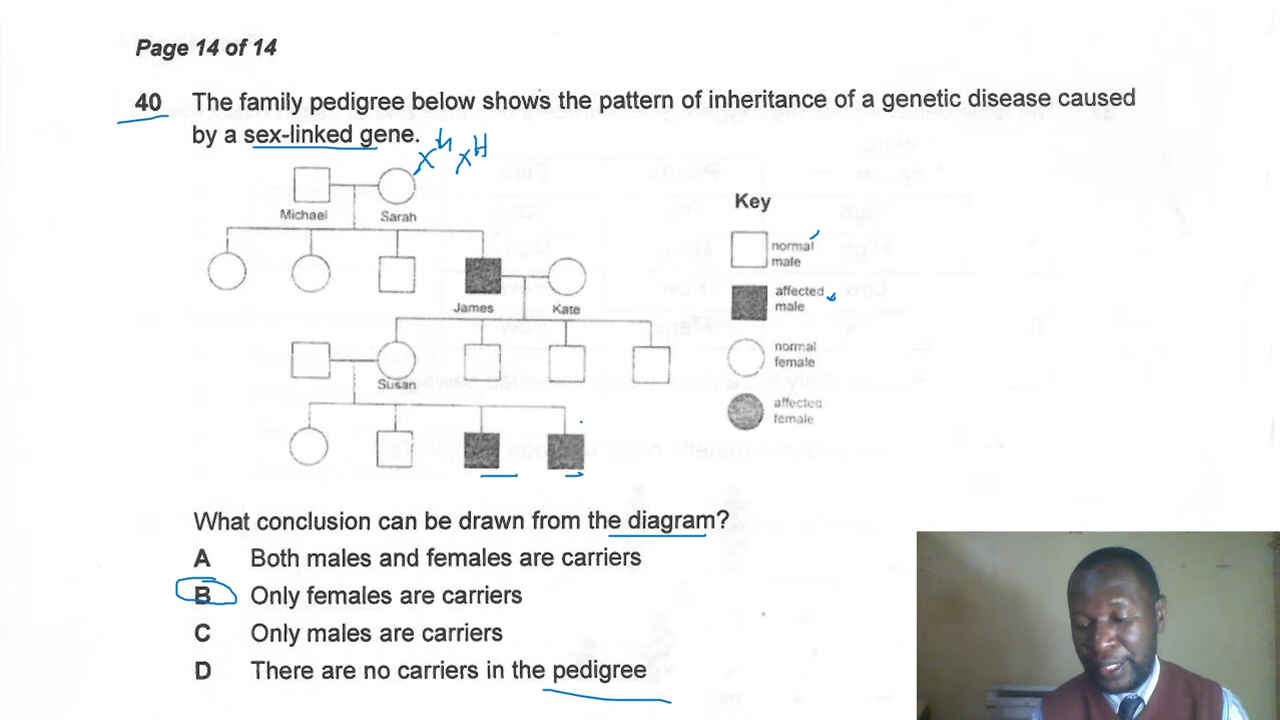 Page 14 of 14
40 The family pedigree below shows the pattern of inheritance of a genetic disease caused
by a sex-linked gene.
X^h X^H
Michael Sarah
Key
normal
male
affected
male
James Kate
normal
female
Susan
affected
female
What conclusion can be drawn from the diagram?
A Both males and females are carriers
B Only females are carriers
C Only males are carriers
D There are no carriers in the pedigree